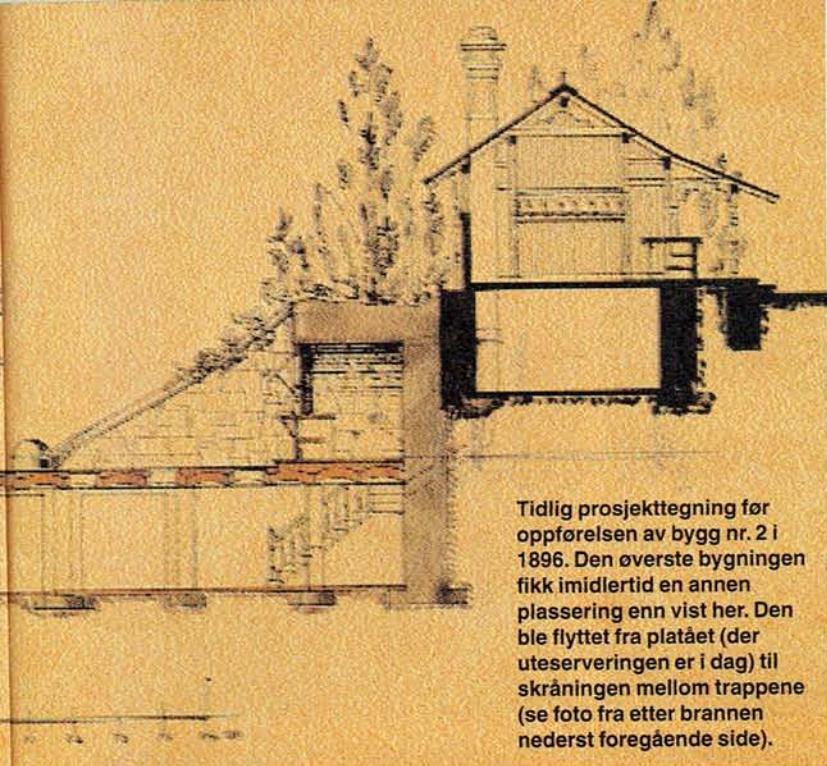 Tidlig prosjekttegning før
oppførelsen av bygg nr. 2 i
1896. Den øverste bygningen
fikk imidlertid en annen
plassering enn vist her. Den
ble flyttet fra platået (der
uteserveringen er i dag) til
skråningen mellom trappene
(se foto fra etter brannen
nederst foregående side).